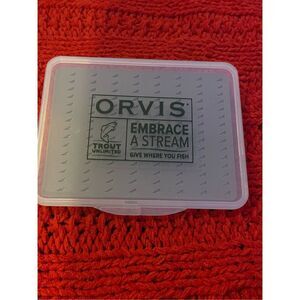 ORVIS
EMBRACE
A STREAM
TROUT
UNLIMITED
GIVE WHERE YOU FISH